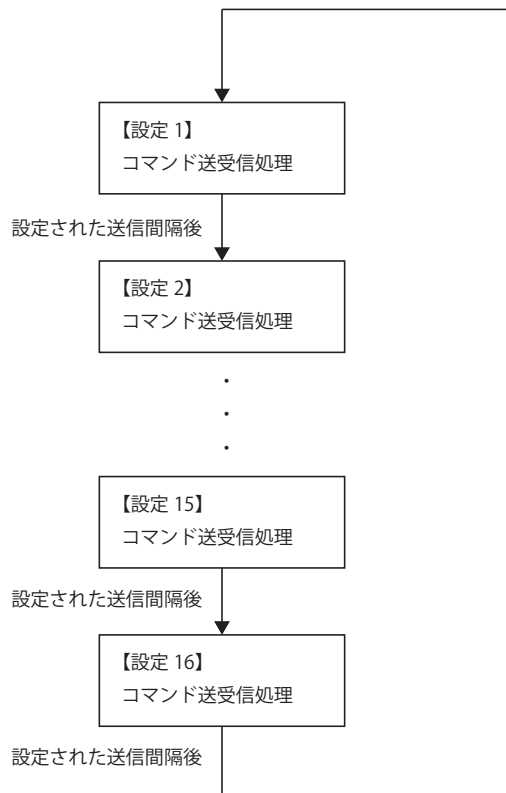 【設定 1】
コマンド送受信処理
設定された送信間隔後
【設定 2】
コマンド送受信処理
・
・
・
【設定 15】
コマンド送受信処理
設定された送信間隔後
【設定 16】
コマンド送受信処理
設定された送信間隔後